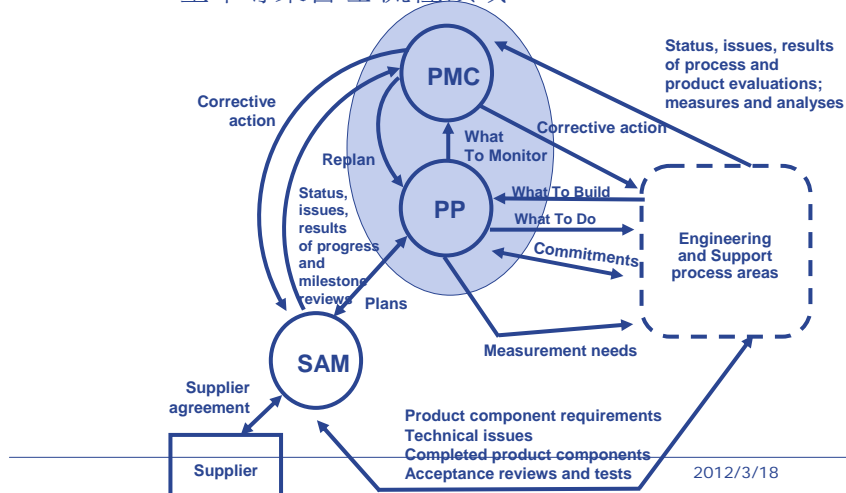 PMC
Status, issues, results
of process and
product evaluations;
measures and analyses
Corrective
action
Corrective action
What
To Monitor
Replan
Status,
issues,
results
of progress
and
milestone
reviews
PP
What To Build
What To Do
Commitments
Engineering
and Support
process areas
Plans
Measurement needs
SAM
Supplier
agreement
Product component requirements
Technical issues
Completed product components
Acceptance reviews and tests
Supplier
2012/3/18